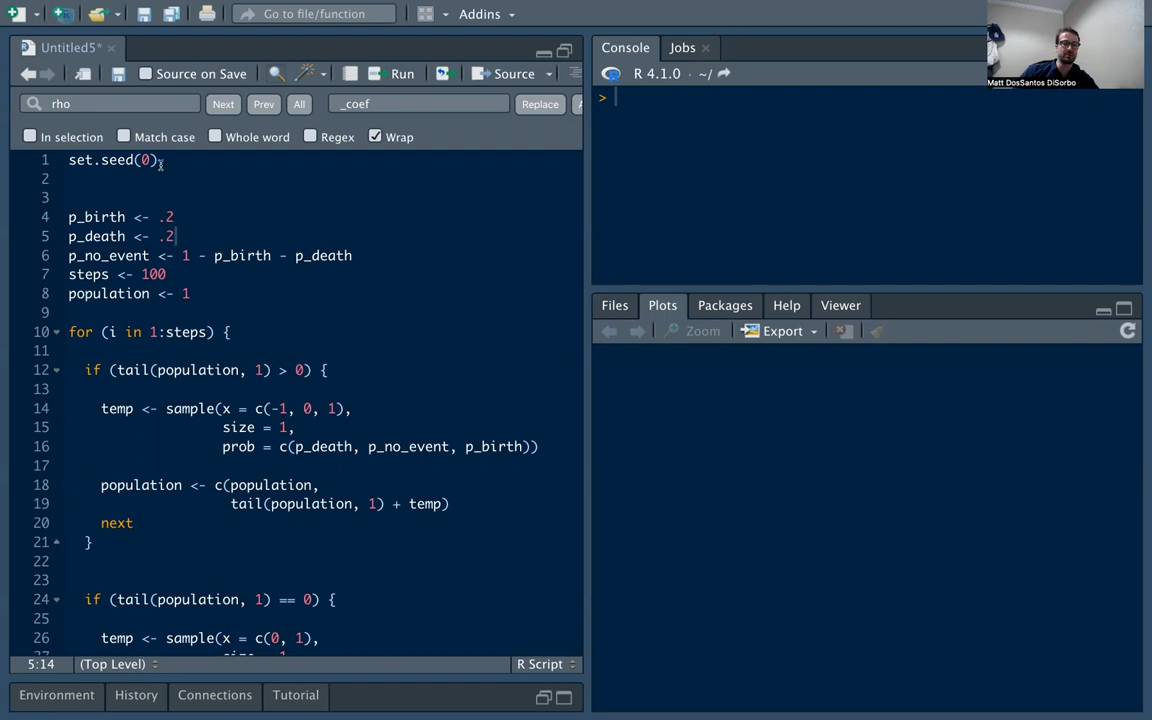 Go to file/function
Addins
Untitled5*
Source on Save
Run
Source
rho
Next
Prev
All
_coef
Replace
In selection
Match case
Whole word
Regex
Wrap
1 set.seed(0)
2
3
4 p_birth <- .2
5 p_death <- .2
6 p_no_event <- 1 - p_birth - p_death
7 steps <- 100
8 population <- 1
9
10 for (i in 1:steps) {
11
12 if (tail(population, 1) > 0) {
13
14 temp <- sample(x = c(-1, 0, 1),
15 size = 1,
16 prob = c(p_death, p_no_event, p_birth))
17
18 population <- c(population,
19 tail(population, 1) + temp)
20 next
21 }
22
23
24 if (tail(population, 1) == 0) {
25
26 temp <- sample(x = c(0, 1),
5:14
(Top Level)
R Script
Environment
History
Connections
Tutorial
Console
Jobs
R 4.1.0 · ~/
>
Files
Plots
Packages
Help
Viewer
Zoom
Export
Matt DosSantos DiSorbo